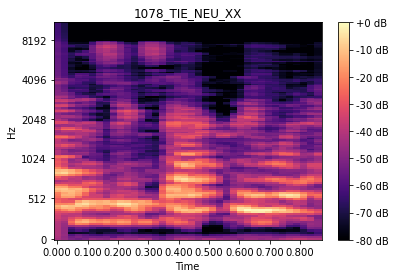 1078_TIE_NEU_XX
+0 dB
8192
-10 dB
4096
-20 dB
-30 dB
Hz
2048
-40 dB
1024
-50 dB
-60 dB
512
-70 dB
0
-80 dB
0.000 0.100 0.200 0.300 0.400 0.500 0.600 0.700 0.800
Time